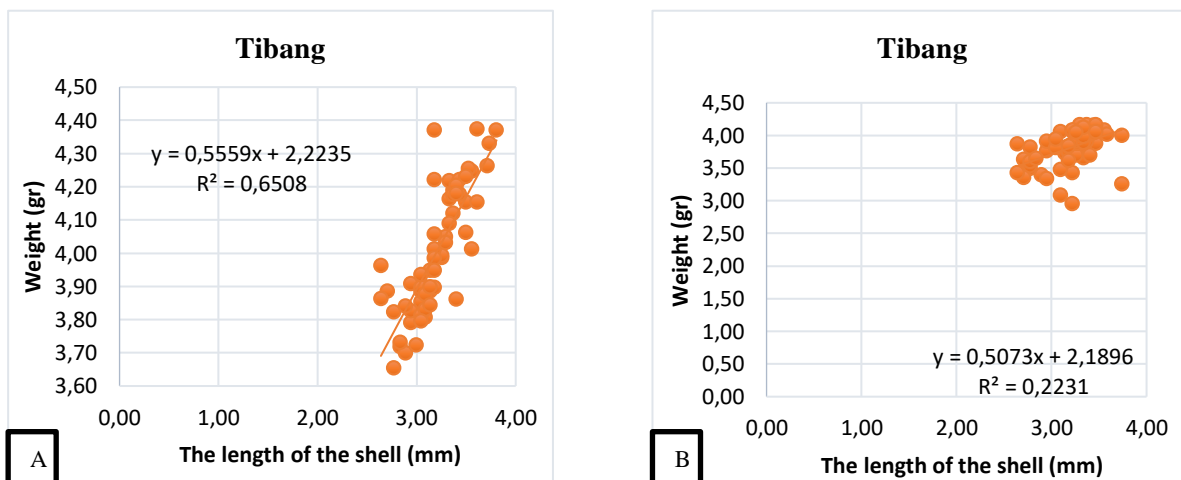 Tibang
Weight (gr)
4,50
4,40
4,30
4,20
4,10
4,00
3,90
3,80
3,70
3,60
y = 0,5559x + 2,2235
R² = 0,6508
0,00 1,00 2,00 3,00 4,00
The length of the shell (mm)
A
Tibang
Weight (gr)
4,50
4,00
3,50
3,00
2,50
2,00
1,50
1,00
0,50
0,00
y = 0,5073x + 2,1896
R² = 0,2231
0,00 1,00 2,00 3,00 4,00
The length of the shell (mm)
B